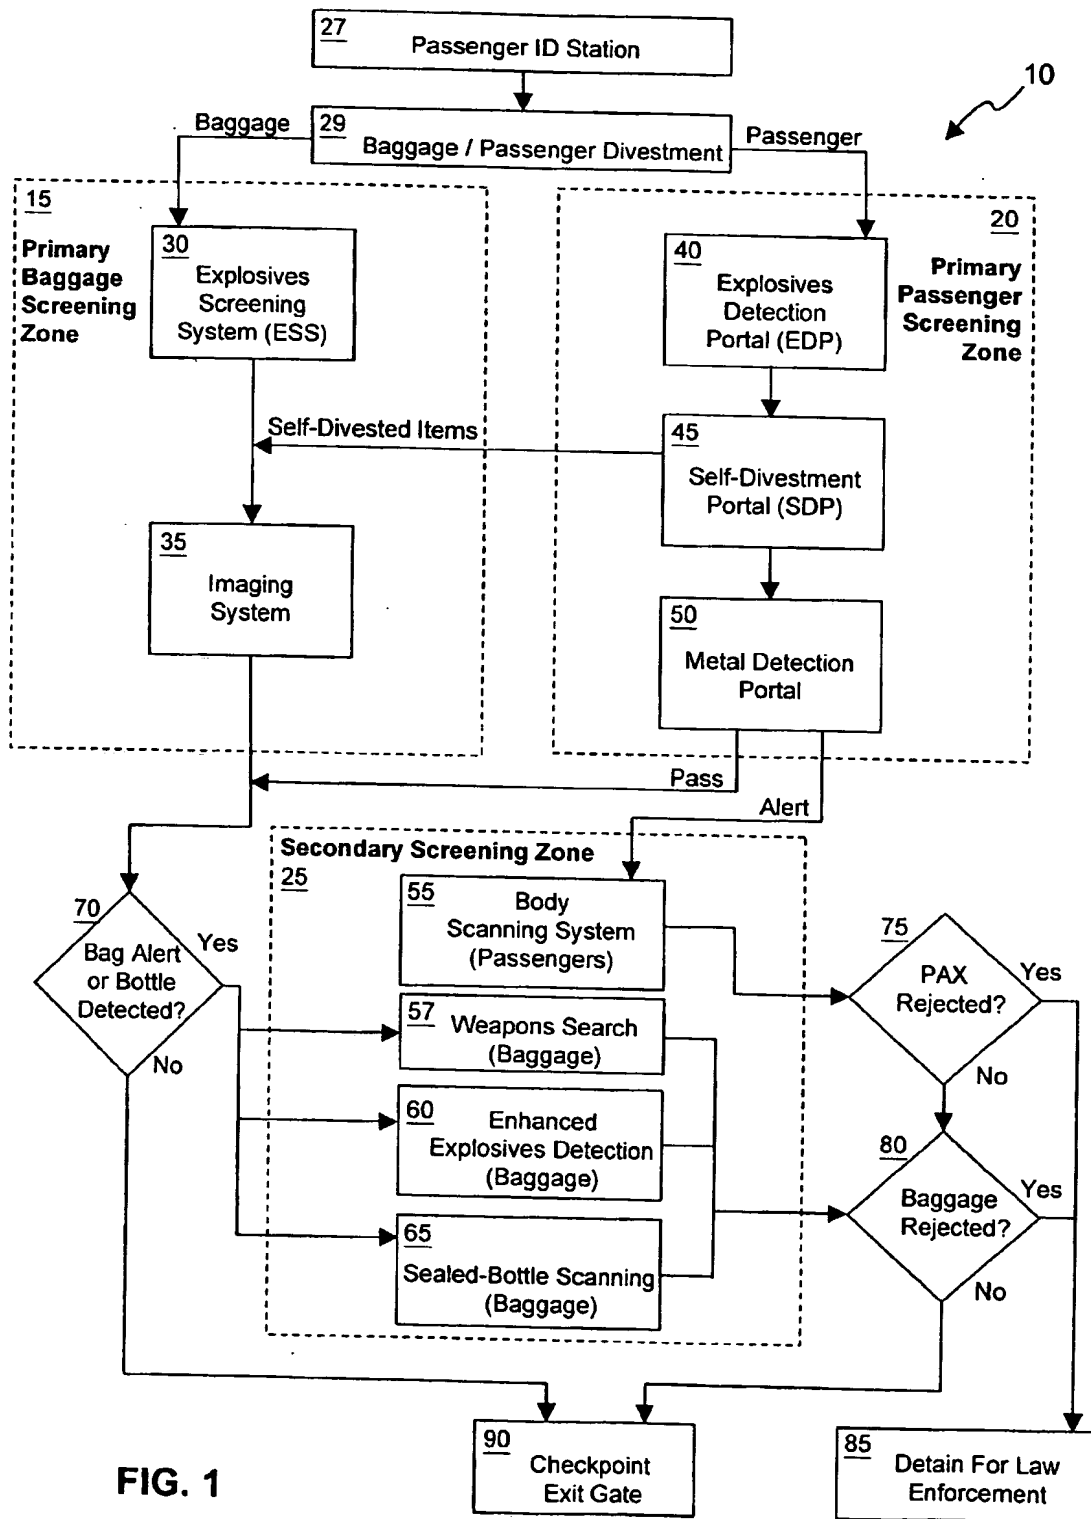 27
Passenger ID Station
10
Baggage
29
Baggage / Passenger Divestment
Passenger
15
Primary
Baggage
Screening
Zone
30
Explosives
Screening
System (ESS)
20
Primary
Passenger
Screening
Zone
40
Explosives
Detection
Portal (EDP)
Self-Divested Items
45
Self-Divestment
Portal (SDP)
35
Imaging
System
50
Metal Detection
Portal
Pass
Alert
Secondary Screening Zone
25
55
Body
Scanning System
(Passengers)
70
Bag Alert
or Bottle
Detected?
Yes
No
57
Weapons Search
(Baggage)
60
Enhanced
Explosives Detection
(Baggage)
65
Sealed-Bottle Scanning
(Baggage)
75
PAX
Rejected?
Yes
No
80
Baggage
Rejected?
Yes
No
90
Checkpoint
Exit Gate
85
Detain For Law
Enforcement
FIG. 1